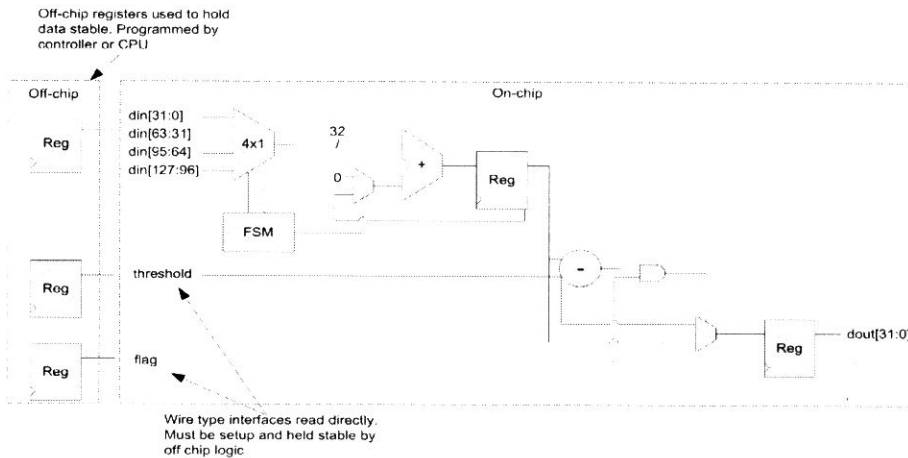 Off-chip registers used to hold
data stable. Programmed by
controller or CPU
Off-chip
On-chip
Reg
din[31:0]
din[63:31]
din[95:64]
din[127:96]
4x1
32
/
0
+
Reg
FSM
Reg
threshold
-
Reg
flag
Reg
dout[31:0]
Wire type interfaces read directly.
Must be setup and held stable by
off chip logic